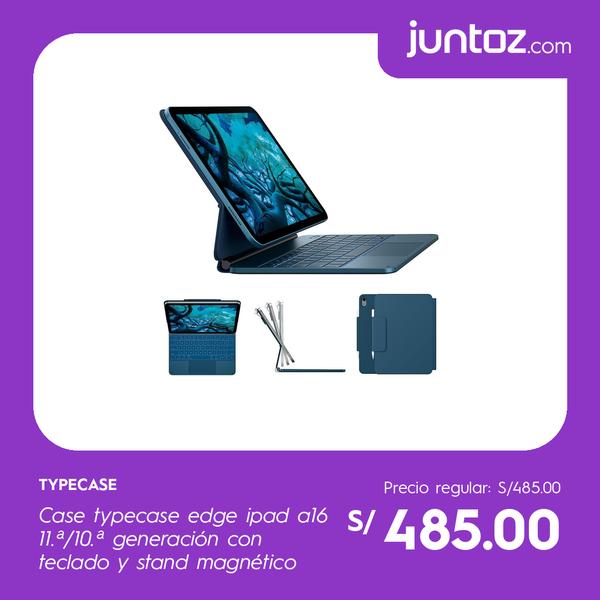 juntoz.com
TYPECASE
Case typecase edge ipad a16
11.ª/10.ª generación con
teclado y stand magnético
Precio regular: S/485.00
S/ 485.00